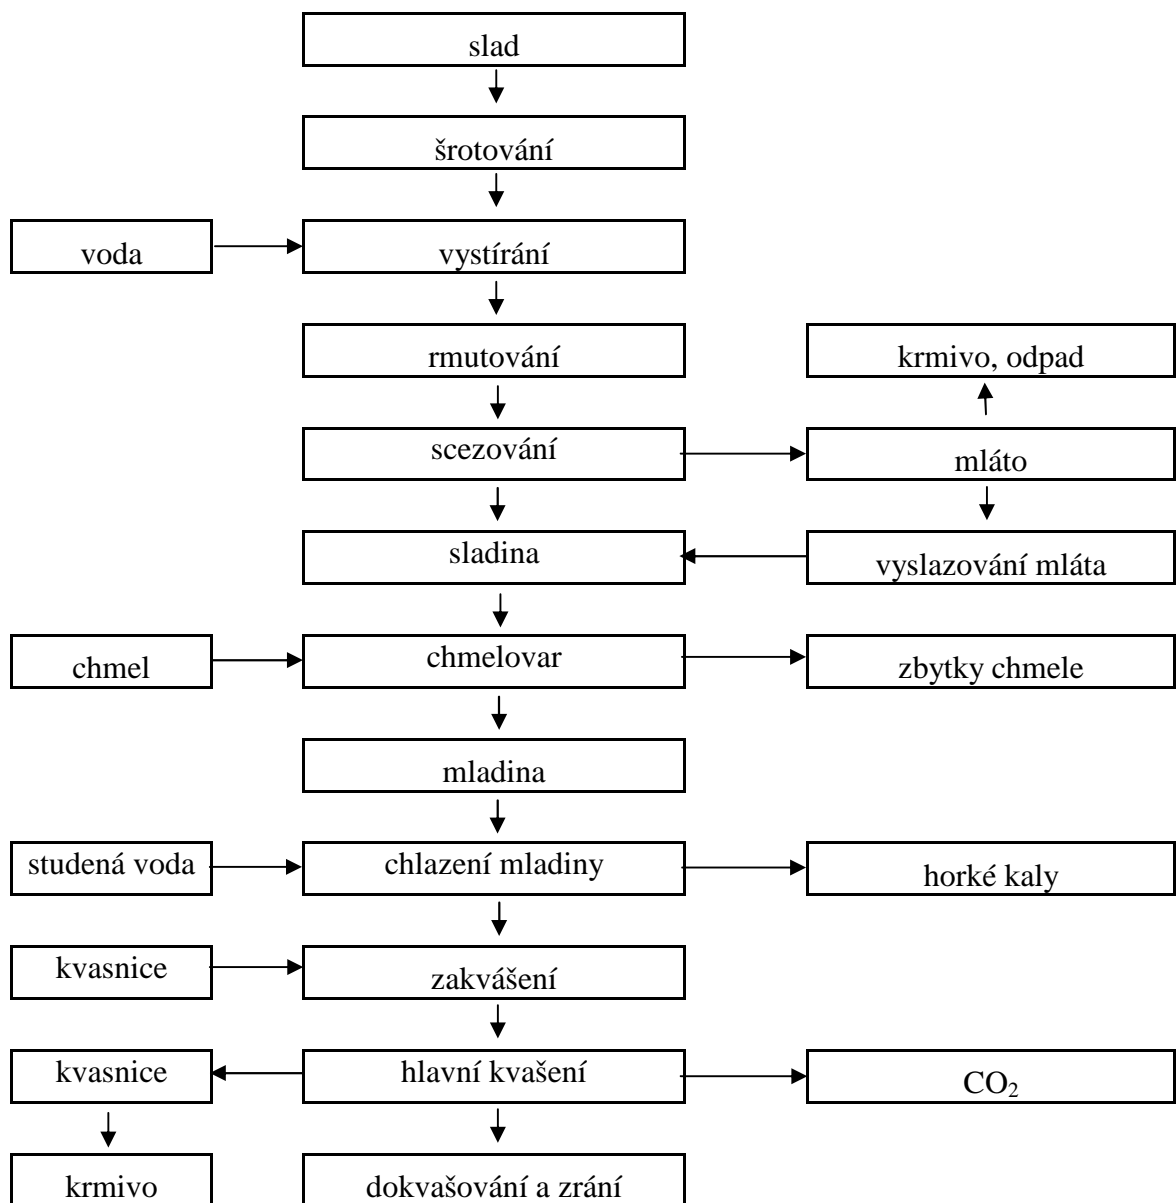 slad
šrotování
voda
vystírání
rmutování
krmivo, odpad
scezování
mláto
sladina
vyslazování mláta
chmel
chmelovar
zbytky chmele
mladina
studená voda
chlazení mladiny
horké kaly
kvasnice
zakvášení
kvasnice
hlavní kvašení
CO₂
krmivo
dokvašování a zrání